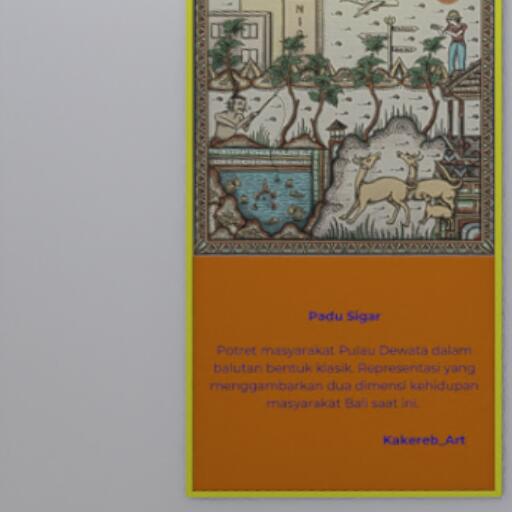 Padu Sigar
Potret masyarakat Pulau Dewata dalam
balutan bentuk klasik. Representasi yang
menggambarkan dua dimensi kehidupan
masyarakat Bali saat ini.
Kakereb_Art